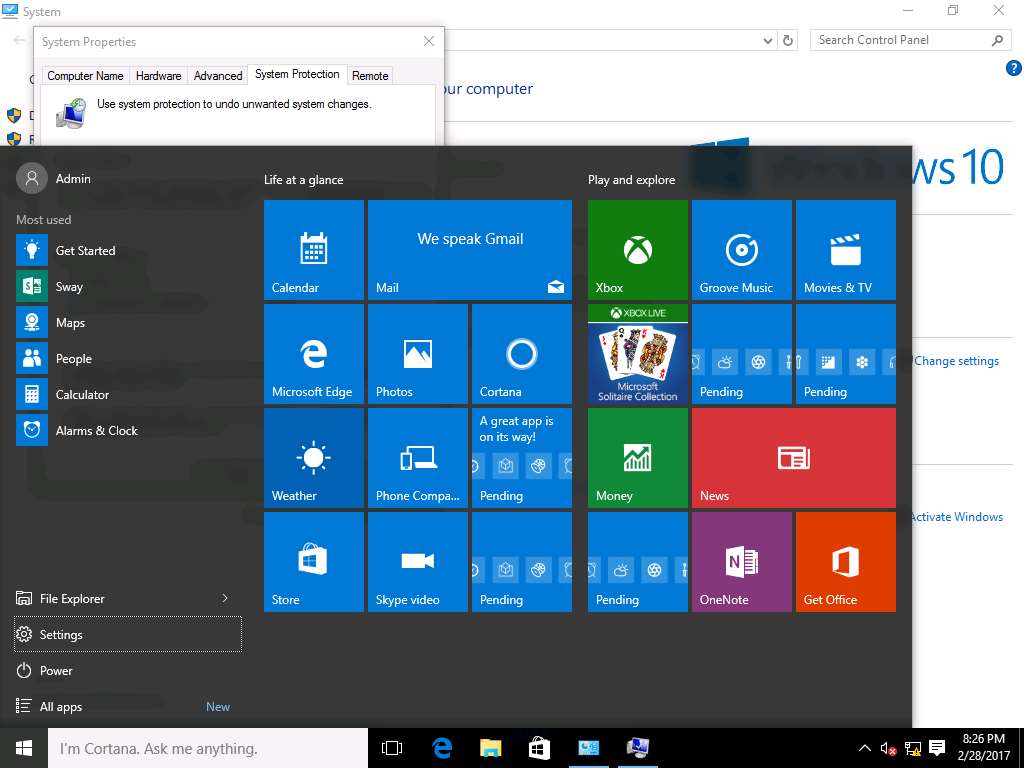 System
System Properties
Search Control Panel
Computer Name
Hardware
Advanced
System Protection
Remote
Use system protection to undo unwanted system changes.
ur computer
ws 10
Change settings
Activate Windows
Admin
Most used
Get Started
Sway
Maps
People
Calculator
Alarms & Clock
File Explorer
Settings
Power
All apps
New
Life at a glance
Calendar
We speak Gmail
Mail
Microsoft Edge
Photos
Cortana
Weather
Phone Compa...
A great app is
on its way!
Pending
Store
Skype video
Pending
Play and explore
Xbox
Groove Music
Movies & TV
XBOX LIVE
Microsoft
Solitaire Collection
Pending
Pending
Money
News
Pending
OneNote
Get Office
I'm Cortana. Ask me anything.
8:26 PM
2/28/2017